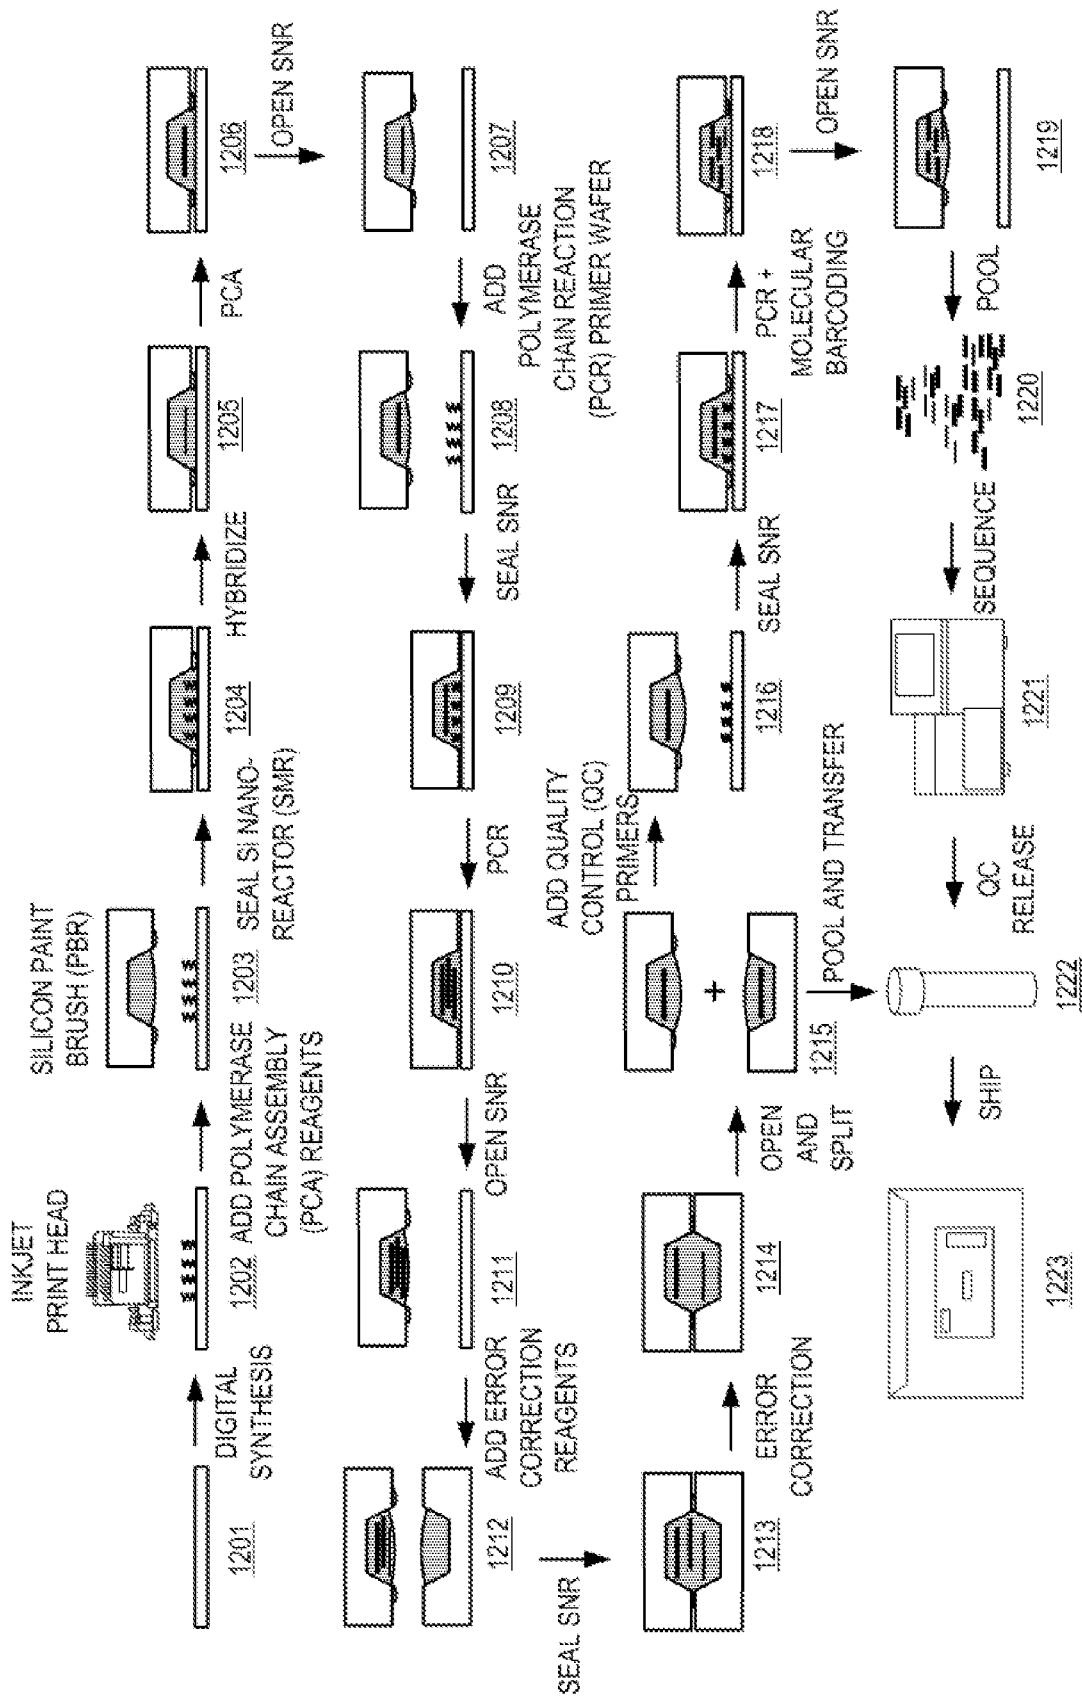 INKJET
PRINT HEAD
SILICON PAINT
BRUSH (PBR)
1201
DIGITAL
SYNTHESIS
1202
ADD POLYMERASE
CHAIN ASSEMBLY
(PCA) REAGENTS
1203
SEAL SI NANO-
REACTOR (SMR)
1204
HYBRIDIZE
1205
PCA
1206
OPEN SNR
1207
ADD
POLYMERASE
CHAIN REACTION
(PCR) PRIMER WAFER
1208
SEAL SNR
1209
PCR
1210
OPEN SNR
1211
ADD ERROR
CORRECTION
REAGENTS
1212
SEAL SNR
1213
ERROR
CORRECTION
1214
OPEN
AND
SPLIT
1215
ADD QUALITY
CONTROL (QC)
PRIMERS
1216
SEAL SNR
1217
PCR +
MOLECULAR
BARCODING
1218
OPEN SNR
1219
POOL
1220
SEQUENCE
1221
QC
RELEASE
POOL AND TRANSFER
1222
SHIP
1223